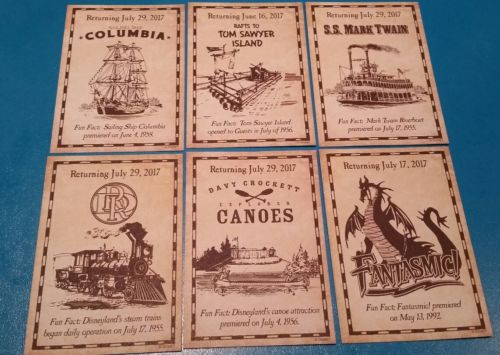 Returning July 29, 2017
COLUMBIA
Fun Fact: Sailing Ship Columbia
premiered on June 4, 1958.
Returning June 16, 2017
RAFTS TO
TOM SAWYER
ISLAND
Fun Fact: Tom Sawyer Island
opened to Guests in July of 1956.
Returning July 29, 2017
S.S. MARK TWAIN
Fun Fact: Mark Twain Riverboat
premiered on July 17, 1955.
Returning July 29, 2017
DRR
Fun Fact: Disneyland's steam trains
began daily operation on July 17, 1955.
Returning July 29, 2017
DAVY CROCKETT
EXPLORER
CANOES
Fun Fact: Disneyland's canoe attraction
premiered on July 4, 1956.
Returning July 17, 2017
FANTASMIC!
Fun Fact: Fantasmic! premiered
on May 13, 1992.